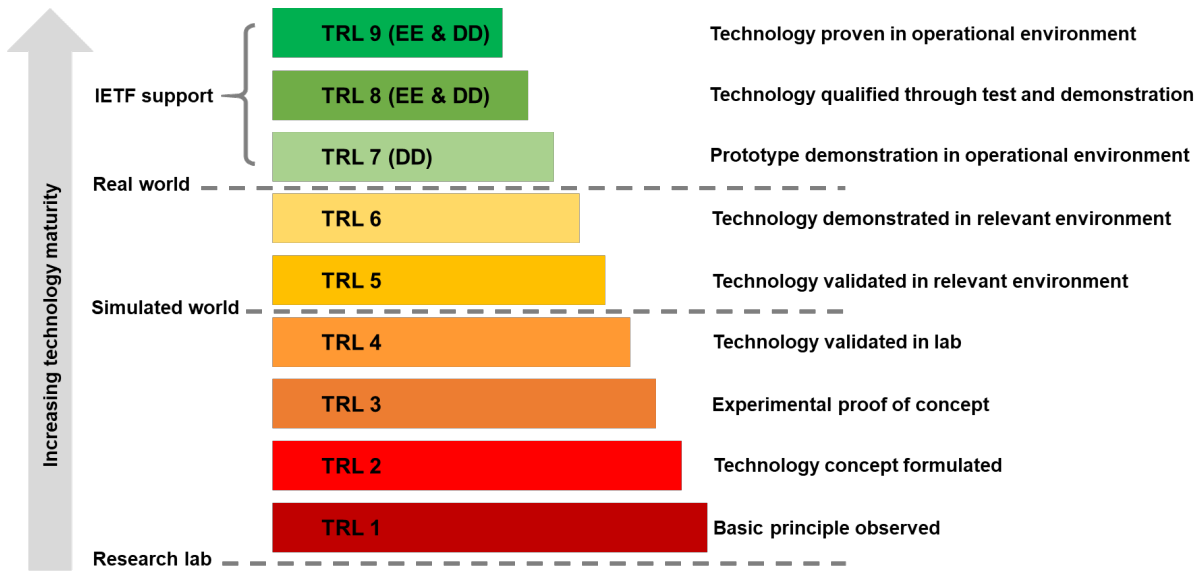 TRL 9 (EE & DD)
Technology proven in operational environment
IETF support
TRL 8 (EE & DD)
Technology qualified through test and demonstration
TRL 7 (DD)
Prototype demonstration in operational environment
Real world
TRL 6
Technology demonstrated in relevant environment
TRL 5
Technology validated in relevant environment
Simulated world
TRL 4
Technology validated in lab
TRL 3
Experimental proof of concept
TRL 2
Technology concept formulated
TRL 1
Basic principle observed
Research lab
Increasing technology maturity